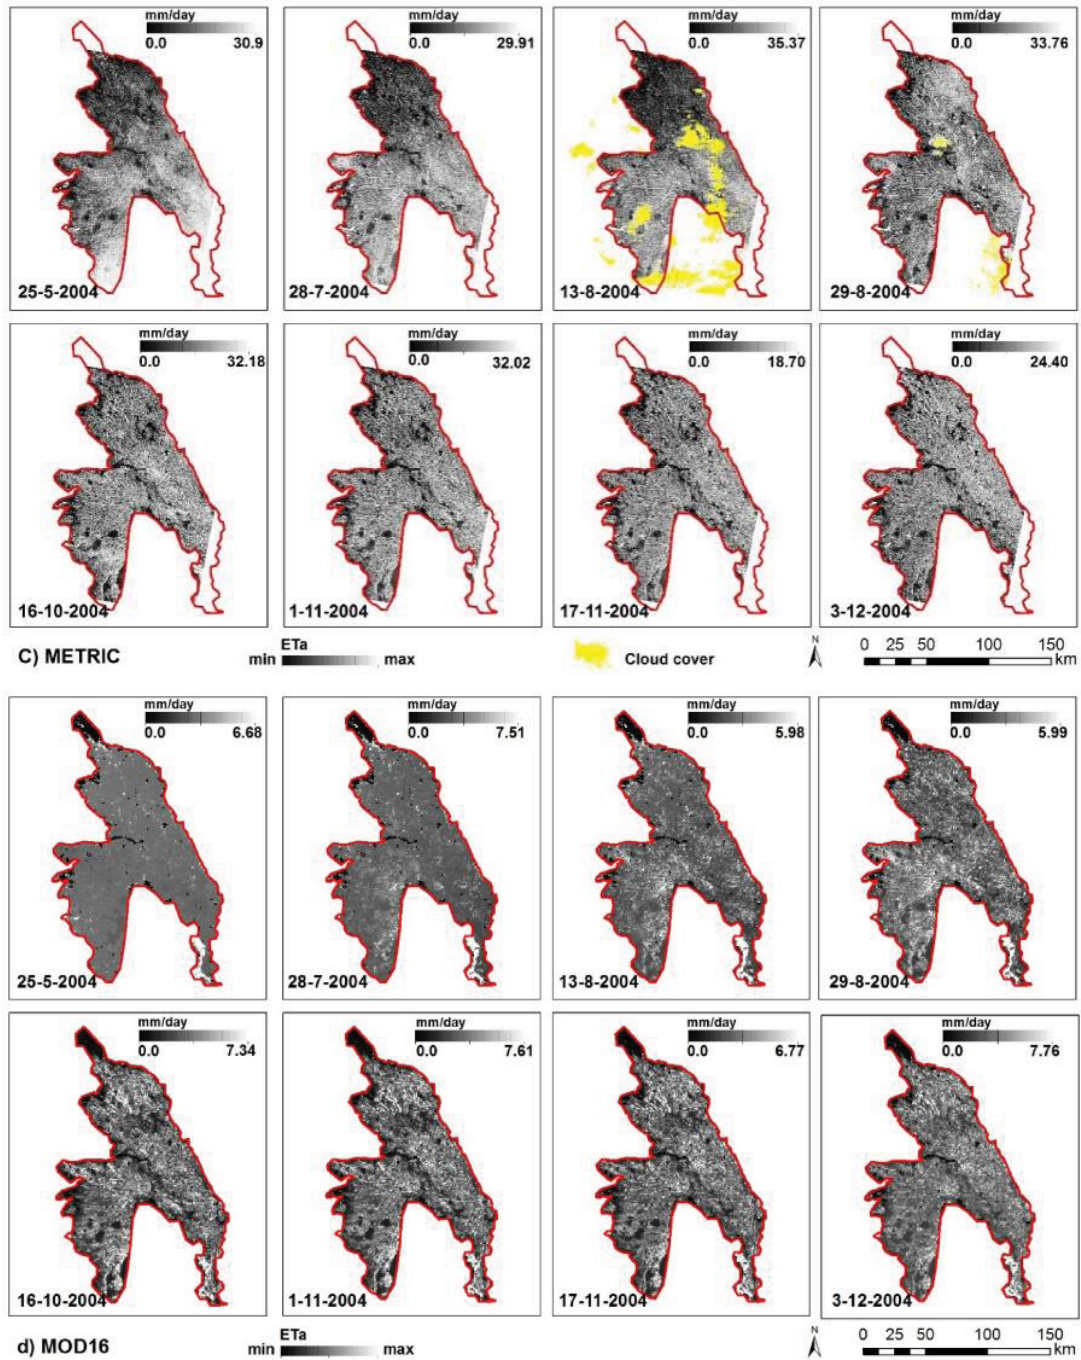 mm/day
0.0 30.9
25-5-2004
mm/day
0.0 29.91
28-7-2004
mm/day
0.0 35.37
13-8-2004
mm/day
0.0 33.76
29-8-2004
mm/day
0.0 32.18
16-10-2004
mm/day
0.0 32.02
1-11-2004
mm/day
0.0 18.70
17-11-2004
mm/day
0.0 24.40
3-12-2004
C) METRIC
ETa
min max
Cloud cover
N
0 25 50 100 150
km
mm/day
0.0 6.68
25-5-2004
mm/day
0.0 7.51
28-7-2004
mm/day
0.0 5.98
13-8-2004
mm/day
0.0 5.99
29-8-2004
mm/day
0.0 7.34
16-10-2004
mm/day
0.0 7.61
1-11-2004
mm/day
0.0 6.77
17-11-2004
mm/day
0.0 7.76
3-12-2004
d) MOD16
ETa
min max
N
0 25 50 100 150
km